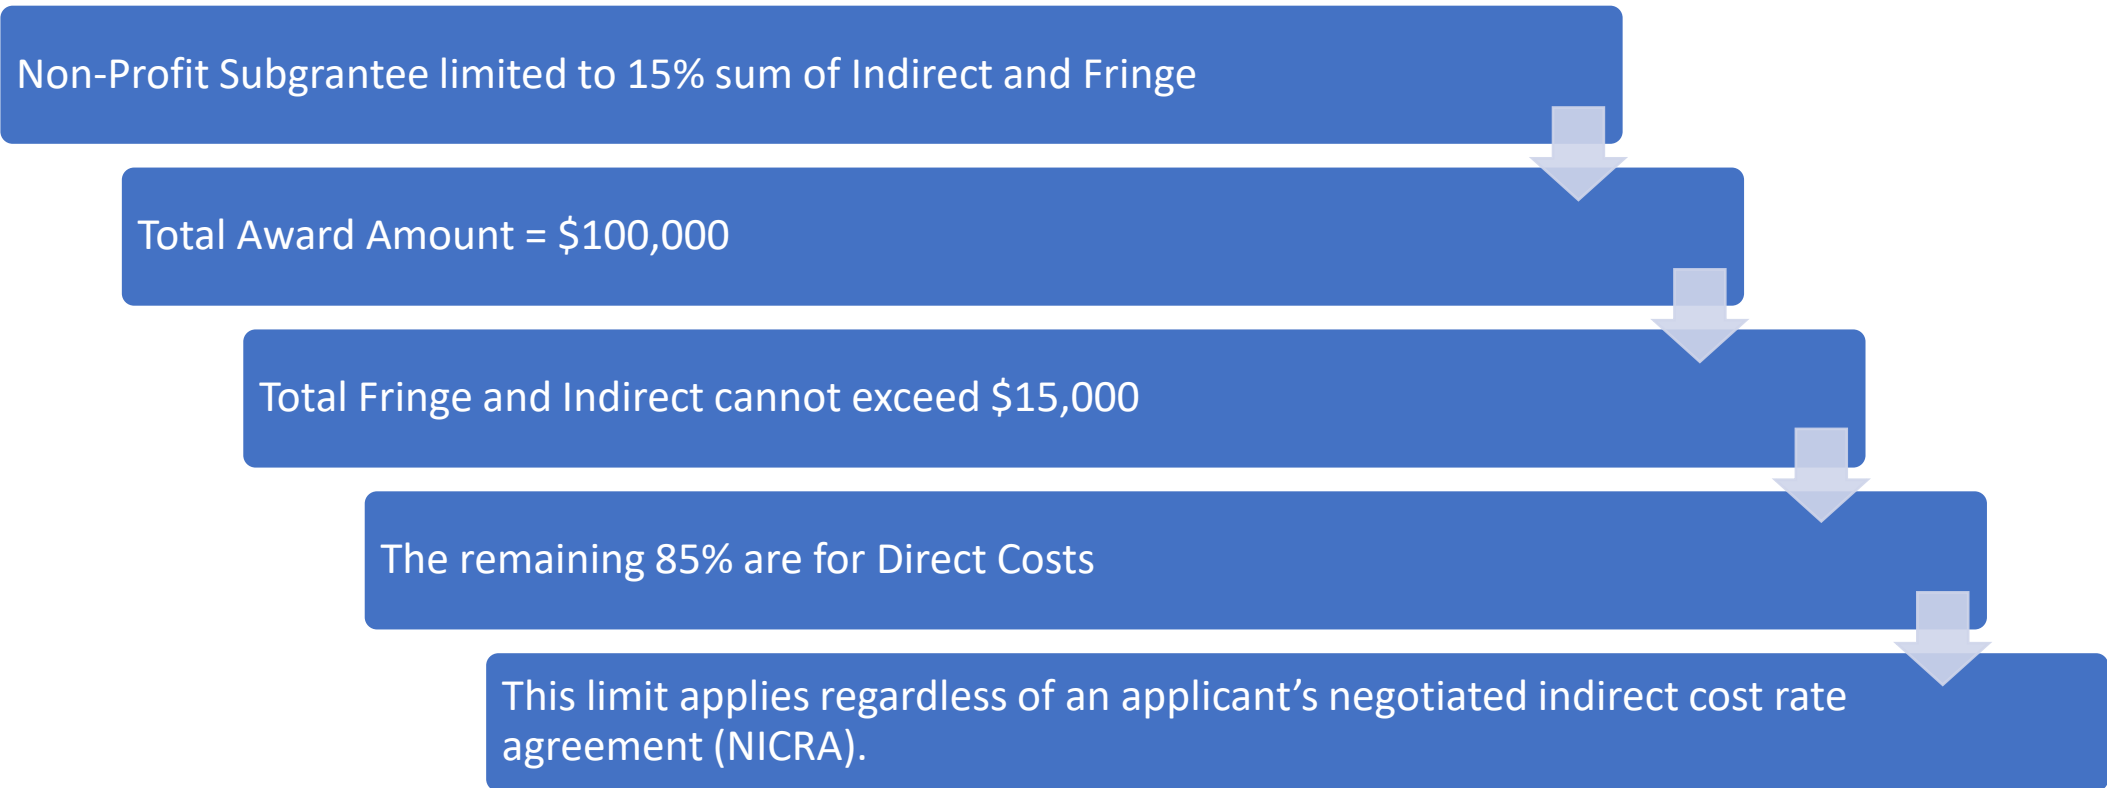 Non-Profit Subgrantee limited to 15% sum of Indirect and Fringe
Total Award Amount = $100,000
Total Fringe and Indirect cannot exceed $15,000
The remaining 85% are for Direct Costs
This limit applies regardless of an applicant’s negotiated indirect cost rate
agreement (NICRA).